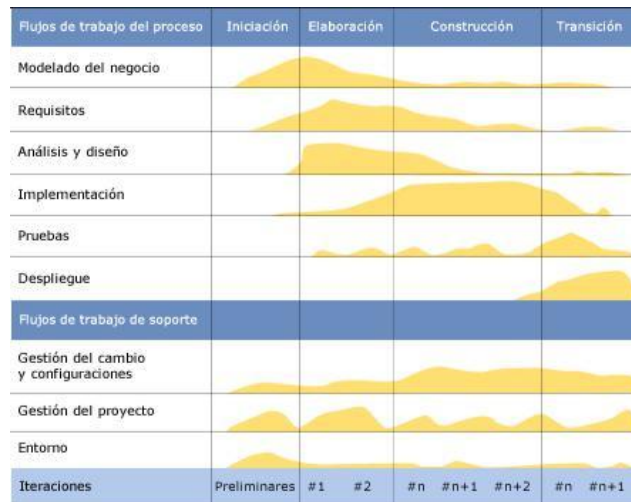 Flujos de trabajo del proceso Iniciación Elaboración Construcción Transición
Modelado del negocio
Requisitos
Análisis y diseño
Implementación
Pruebas
Despliegue
Flujos de trabajo de soporte
Gestión del cambio
y configuraciones
Gestión del proyecto
Entorno
Iteraciones Preliminares #1 #2 #n #n+1 #n+2 #n #n+1